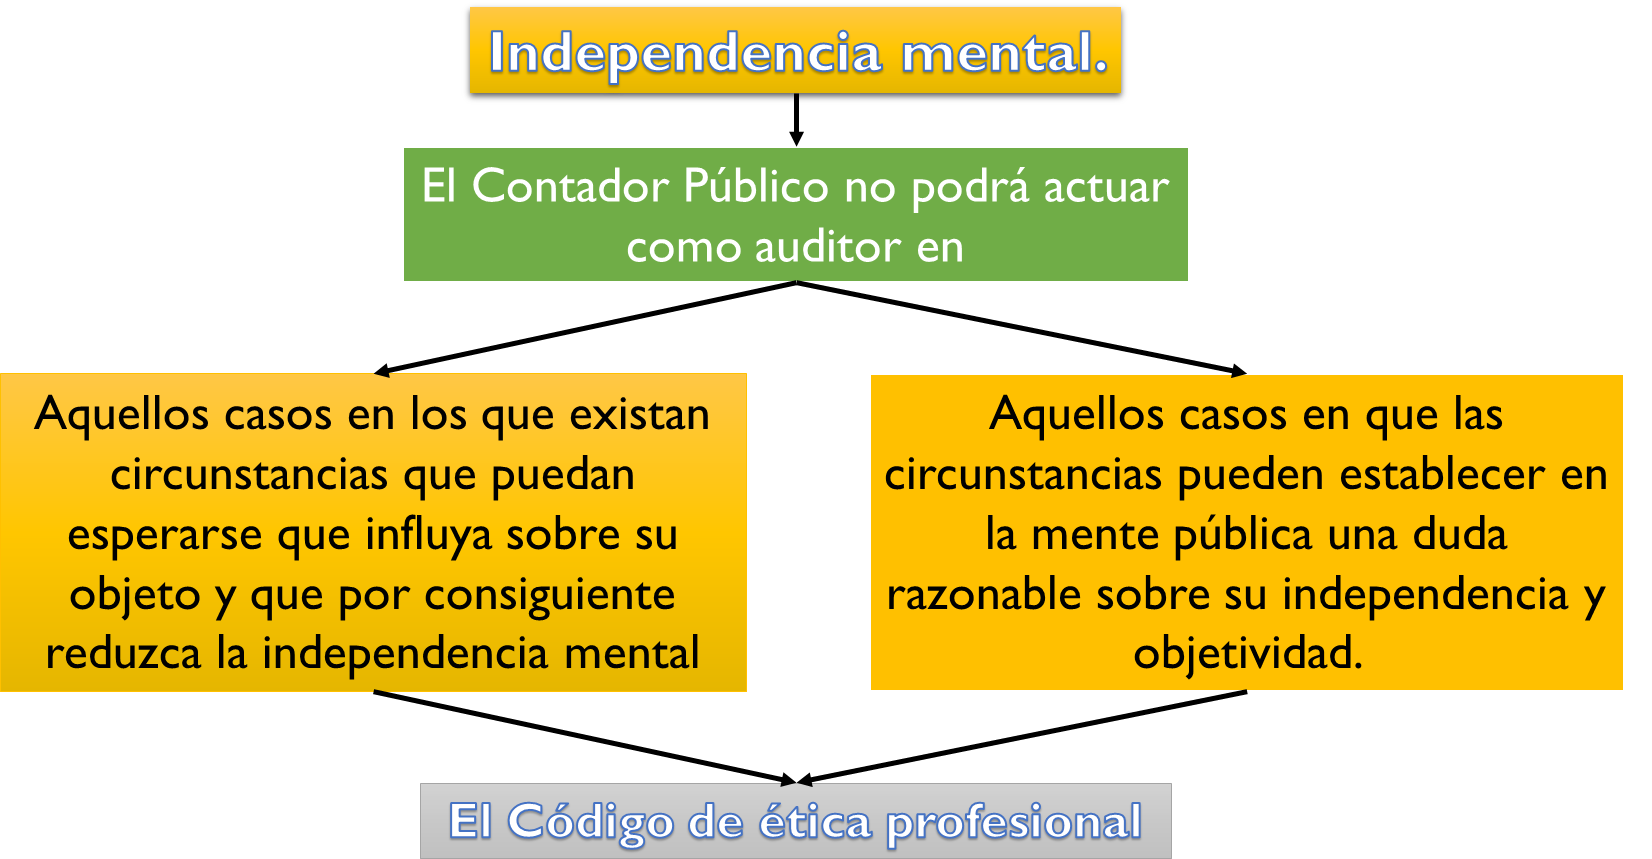 Independencia mental.
El Contador Público no podrá actuar
como auditor en
Aquellos casos en los que existan
circunstancias que puedan
esperarse que influya sobre su
objeto y que por consiguiente
reduzca la independencia mental
Aquellos casos en que las
circunstancias pueden establecer en
la mente pública una duda
razonable sobre su independencia y
objetividad.
El Código de ética profesional